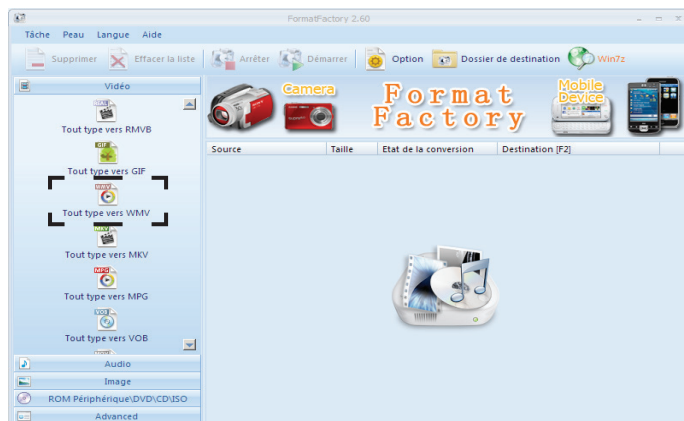 FormatFactory 2.60
Tâche Peau Langue Aide
Supprimer Effacer la liste Arrêter Démarrer Option Dossier de destination Win7z
Vidéo
Tout type vers RMVB
GIF
Tout type vers GIF
WMV
Tout type vers WMV
MKV
Tout type vers MKV
MPG
Tout type vers MPG
VOB
Tout type vers VOB
Audio
Image
ROM Périphérique\DVD\CD\ISO
Advanced
Camera
Format
Factory
Mobile
Device
Source Taille Etat de la conversion Destination [F2]